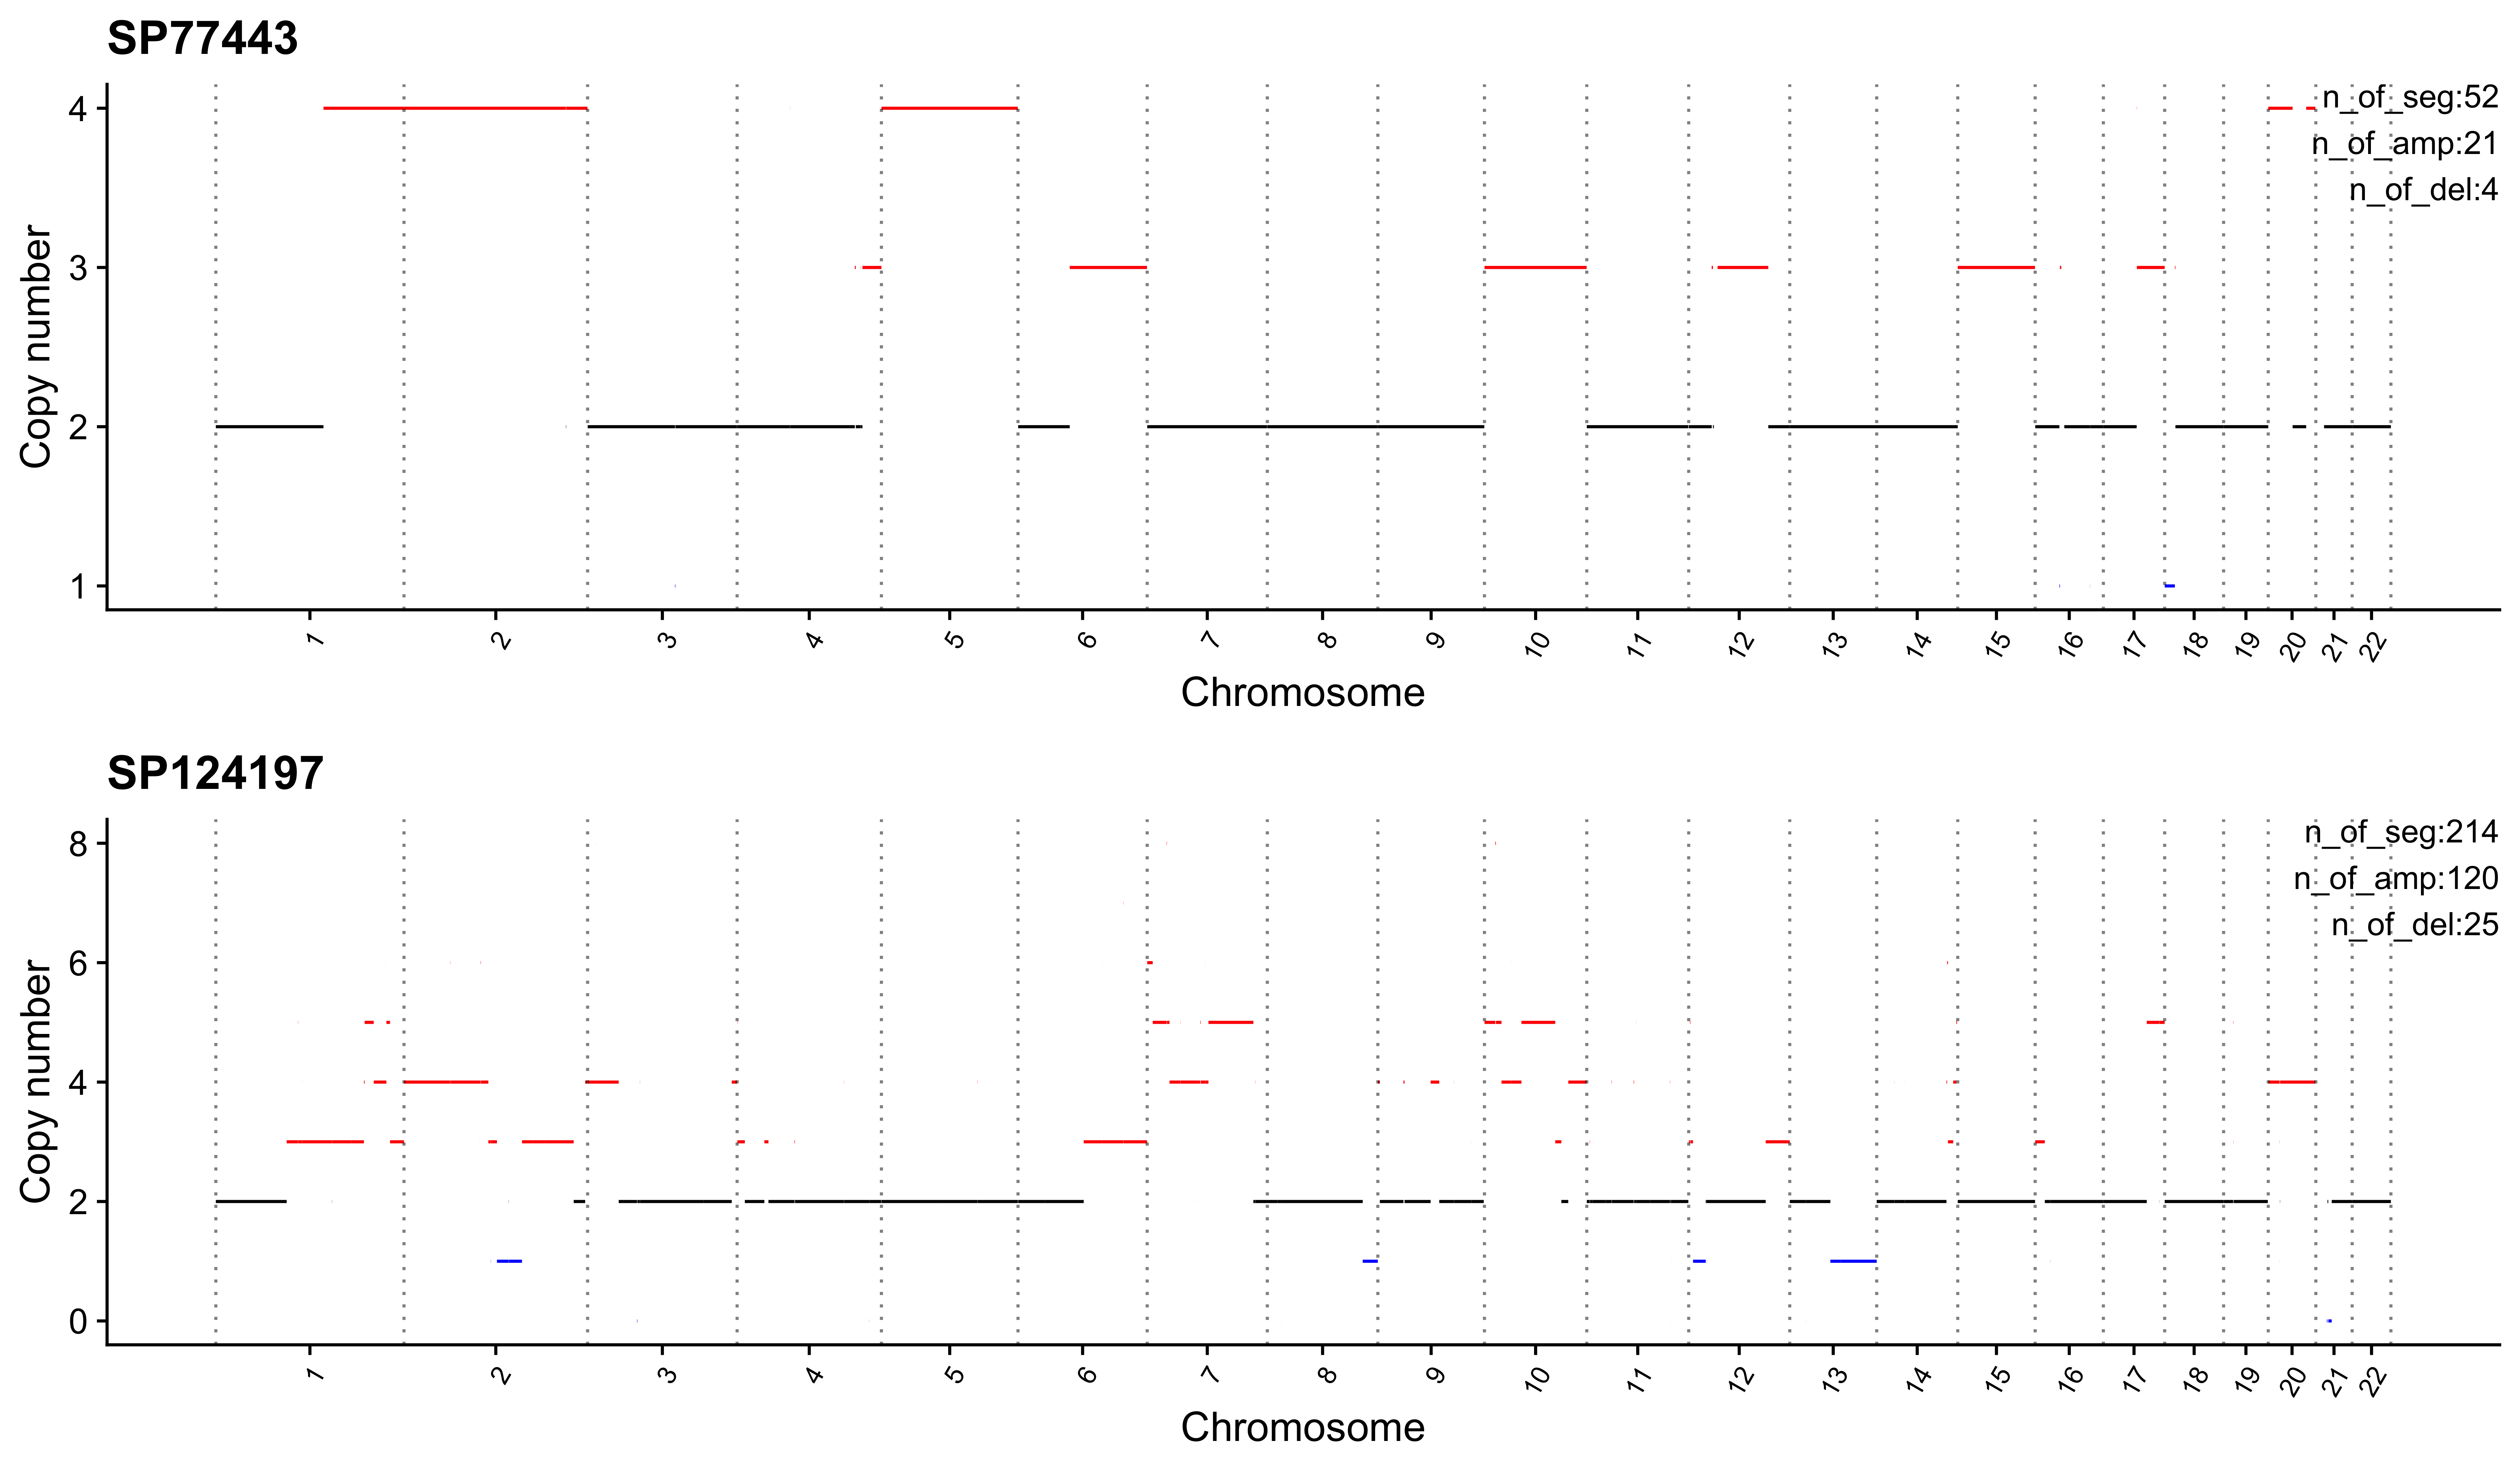 SP77443
n_of_seg:52
n_of_amp:21
n_of_del:4
4
3
2
1
Copy number
1 2 3 4 5 6 7 8 9 10 11 12 13 14 15 16 17 18 19 20 21 22
Chromosome
SP124197
n_of_seg:214
n_of_amp:120
n_of_del:25
8
6
4
2
0
Copy number
1 2 3 4 5 6 7 8 9 10 11 12 13 14 15 16 17 18 19 20 21 22
Chromosome